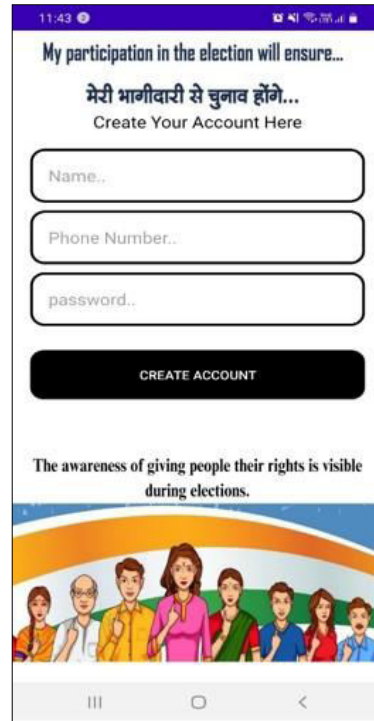 11:43
My participation in the election will ensure...
मेरी भागीदारी से चुनाव होंगे...
Create Your Account Here
Name..
Phone Number..
password..
CREATE ACCOUNT
The awareness of giving people their rights is visible
during elections.